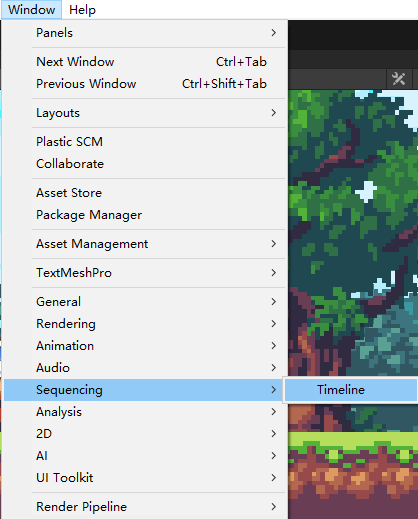 Window Help
Panels
Next Window Ctrl+Tab
Previous Window Ctrl+Shift+Tab
Layouts
Plastic SCM
Collaborate
Asset Store
Package Manager
Asset Management
TextMeshPro
General
Rendering
Animation
Audio
Sequencing Timeline
Analysis
2D
AI
UI Toolkit
Render Pipeline